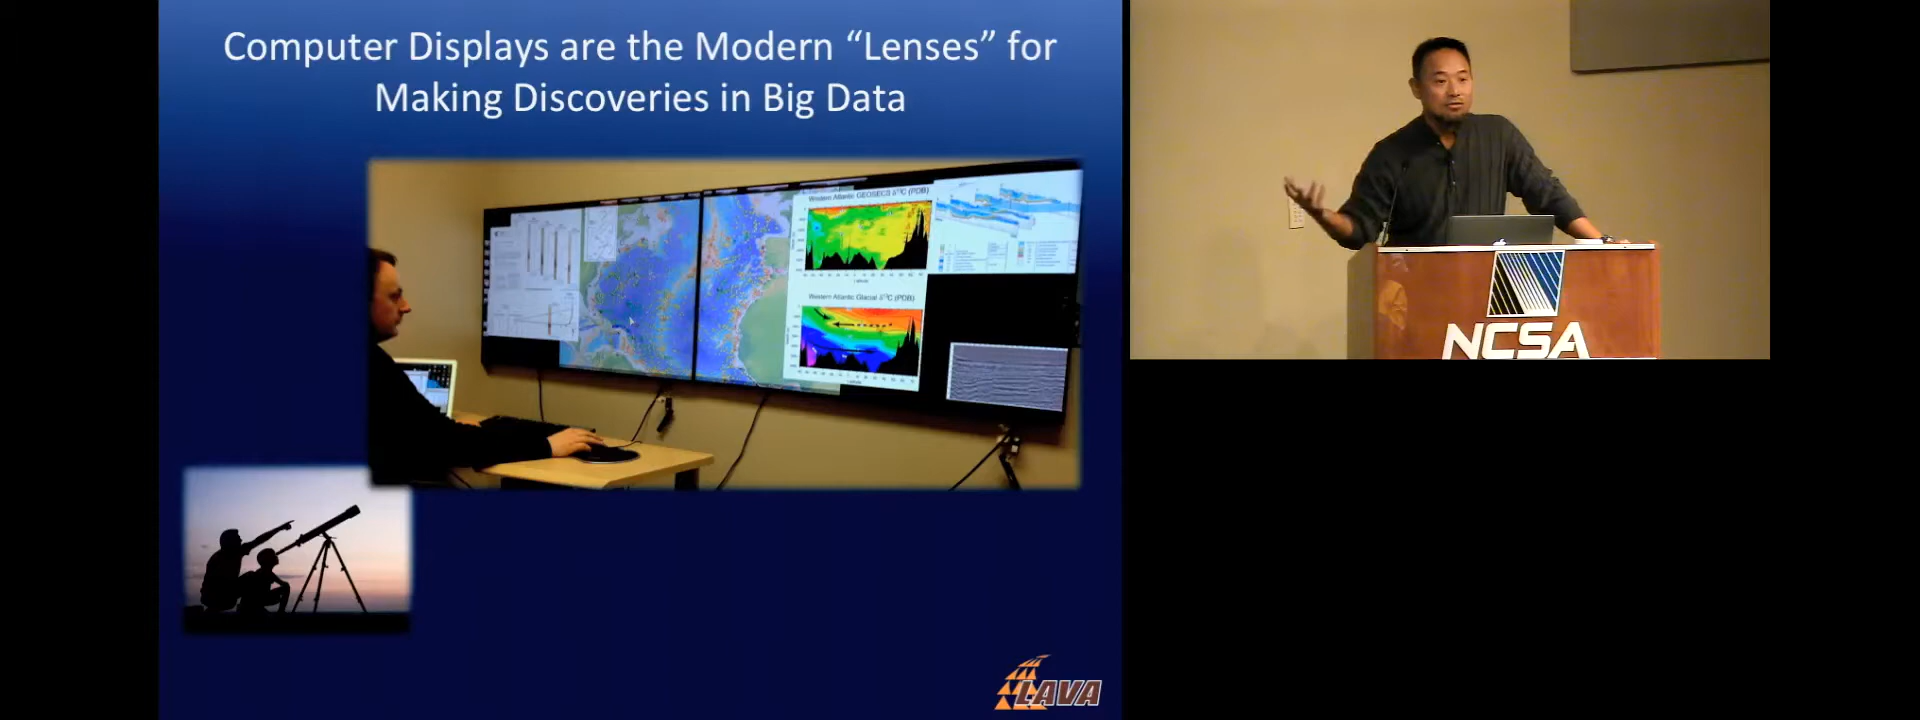 Computer Displays are the Modern “Lenses” for
Making Discoveries in Big Data
Western Atlantic GEOSECS δ¹³C (PDB)
Western Atlantic Glacial δ¹³C (PDB)
LAVA
NCSA